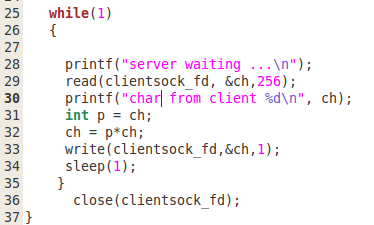 25 while(1)
26 {
27
28 printf("server waiting ...\n");
29 read(clientsock_fd, &ch,256);
30 printf("char from client %d\n", ch);
31 int p = ch;
32 ch = p*ch;
33 write(clientsock_fd,&ch,1);
34 sleep(1);
35 }
36 close(clientsock_fd);
37 }